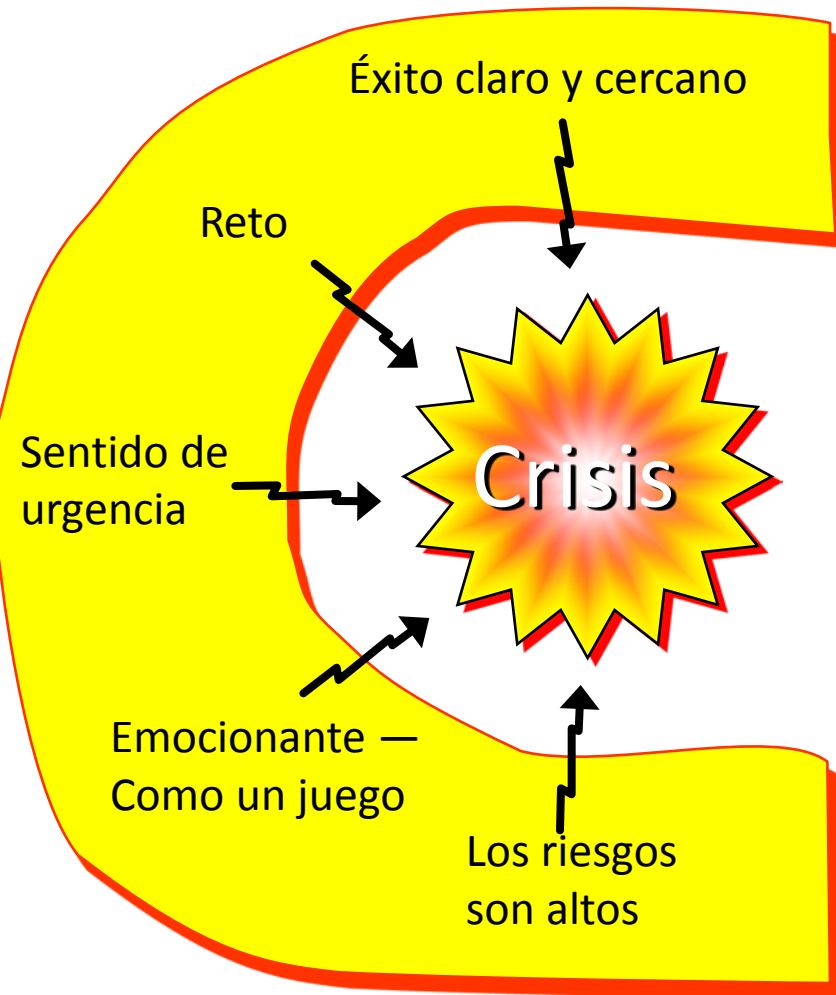 Éxito claro y cercano
Reto
Crisis
Sentido de
urgencia
Emocionante —
Como un juego
Los riesgos
son altos